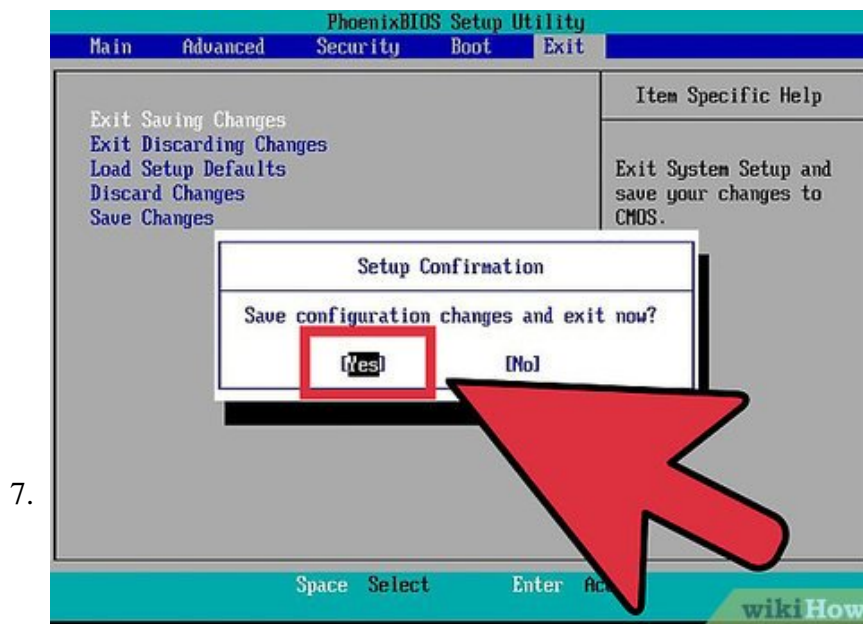 PhoenixBIOS Setup Utility
Main Advanced Security Boot Exit
Item Specific Help
Exit Saving Changes
Exit Discarding Changes
Load Setup Defaults
Discard Changes
Save Changes
Exit System Setup and
save your changes to
CMOS.
Setup Confirmation
Save configuration changes and exit now?
[Yes] [No]
7.
Space Select Enter
wikiHow